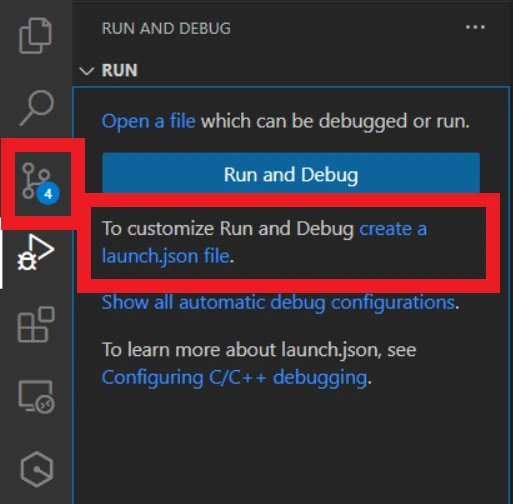 RUN AND DEBUG
RUN
Open a file which can be debugged or run.
4
Run and Debug
To customize Run and Debug create a
launch.json file.
Show all automatic debug configurations.
To learn more about launch.json, see
Configuring C/C++ debugging.